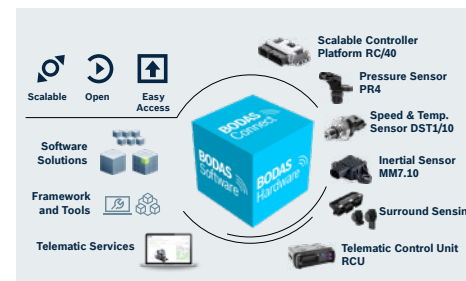 Scalable
Open
Easy
Access
Software
Solutions
Framework
and Tools
Telematic Services
BODAS
Connect
BODAS
Software
BODAS
Hardware
Scalable Controller
Platform RC/40
Pressure Sensor
PR4
Speed & Temp.
Sensor DST1/10
Inertial Sensor
MM7.10
Surround Sensin
Telematic Control Unit
RCU